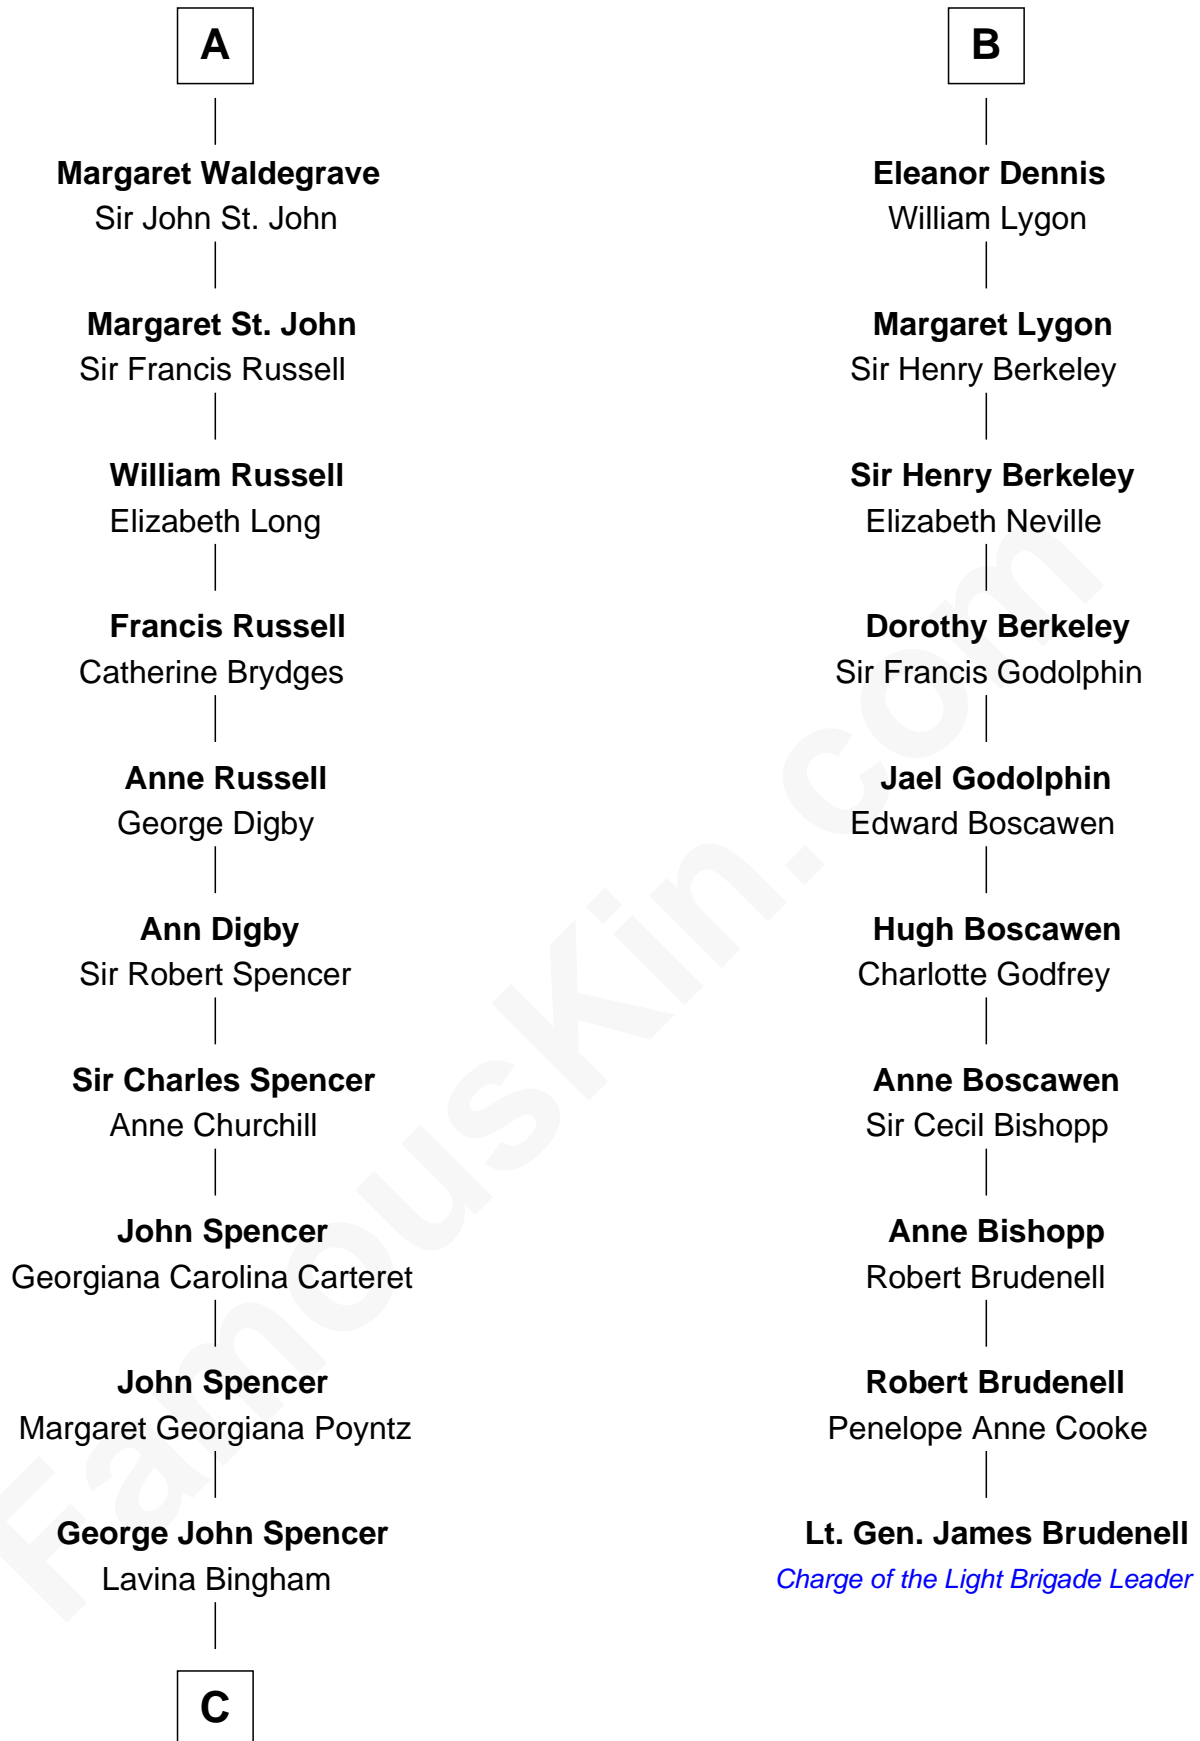 A
Margaret Waldegrave
Sir John St. John
Margaret St. John
Sir Francis Russell
William Russell
Elizabeth Long
Francis Russell
Catherine Brydges
Anne Russell
George Digby
Ann Digby
Sir Robert Spencer
Sir Charles Spencer
Anne Churchill
John Spencer
Georgiana Carolina Carteret
John Spencer
Margaret Georgiana Poyntz
George John Spencer
Lavina Bingham
C
B
Eleanor Dennis
William Lygon
Margaret Lygon
Sir Henry Berkeley
Sir Henry Berkeley
Elizabeth Neville
Dorothy Berkeley
Sir Francis Godolphin
Jael Godolphin
Edward Boscawen
Hugh Boscawen
Charlotte Godfrey
Anne Boscawen
Sir Cecil Bishopp
Anne Bishopp
Robert Brudenell
Robert Brudenell
Penelope Anne Cooke
Lt. Gen. James Brudenell
Charge of the Light Brigade Leader
FamousKin.com